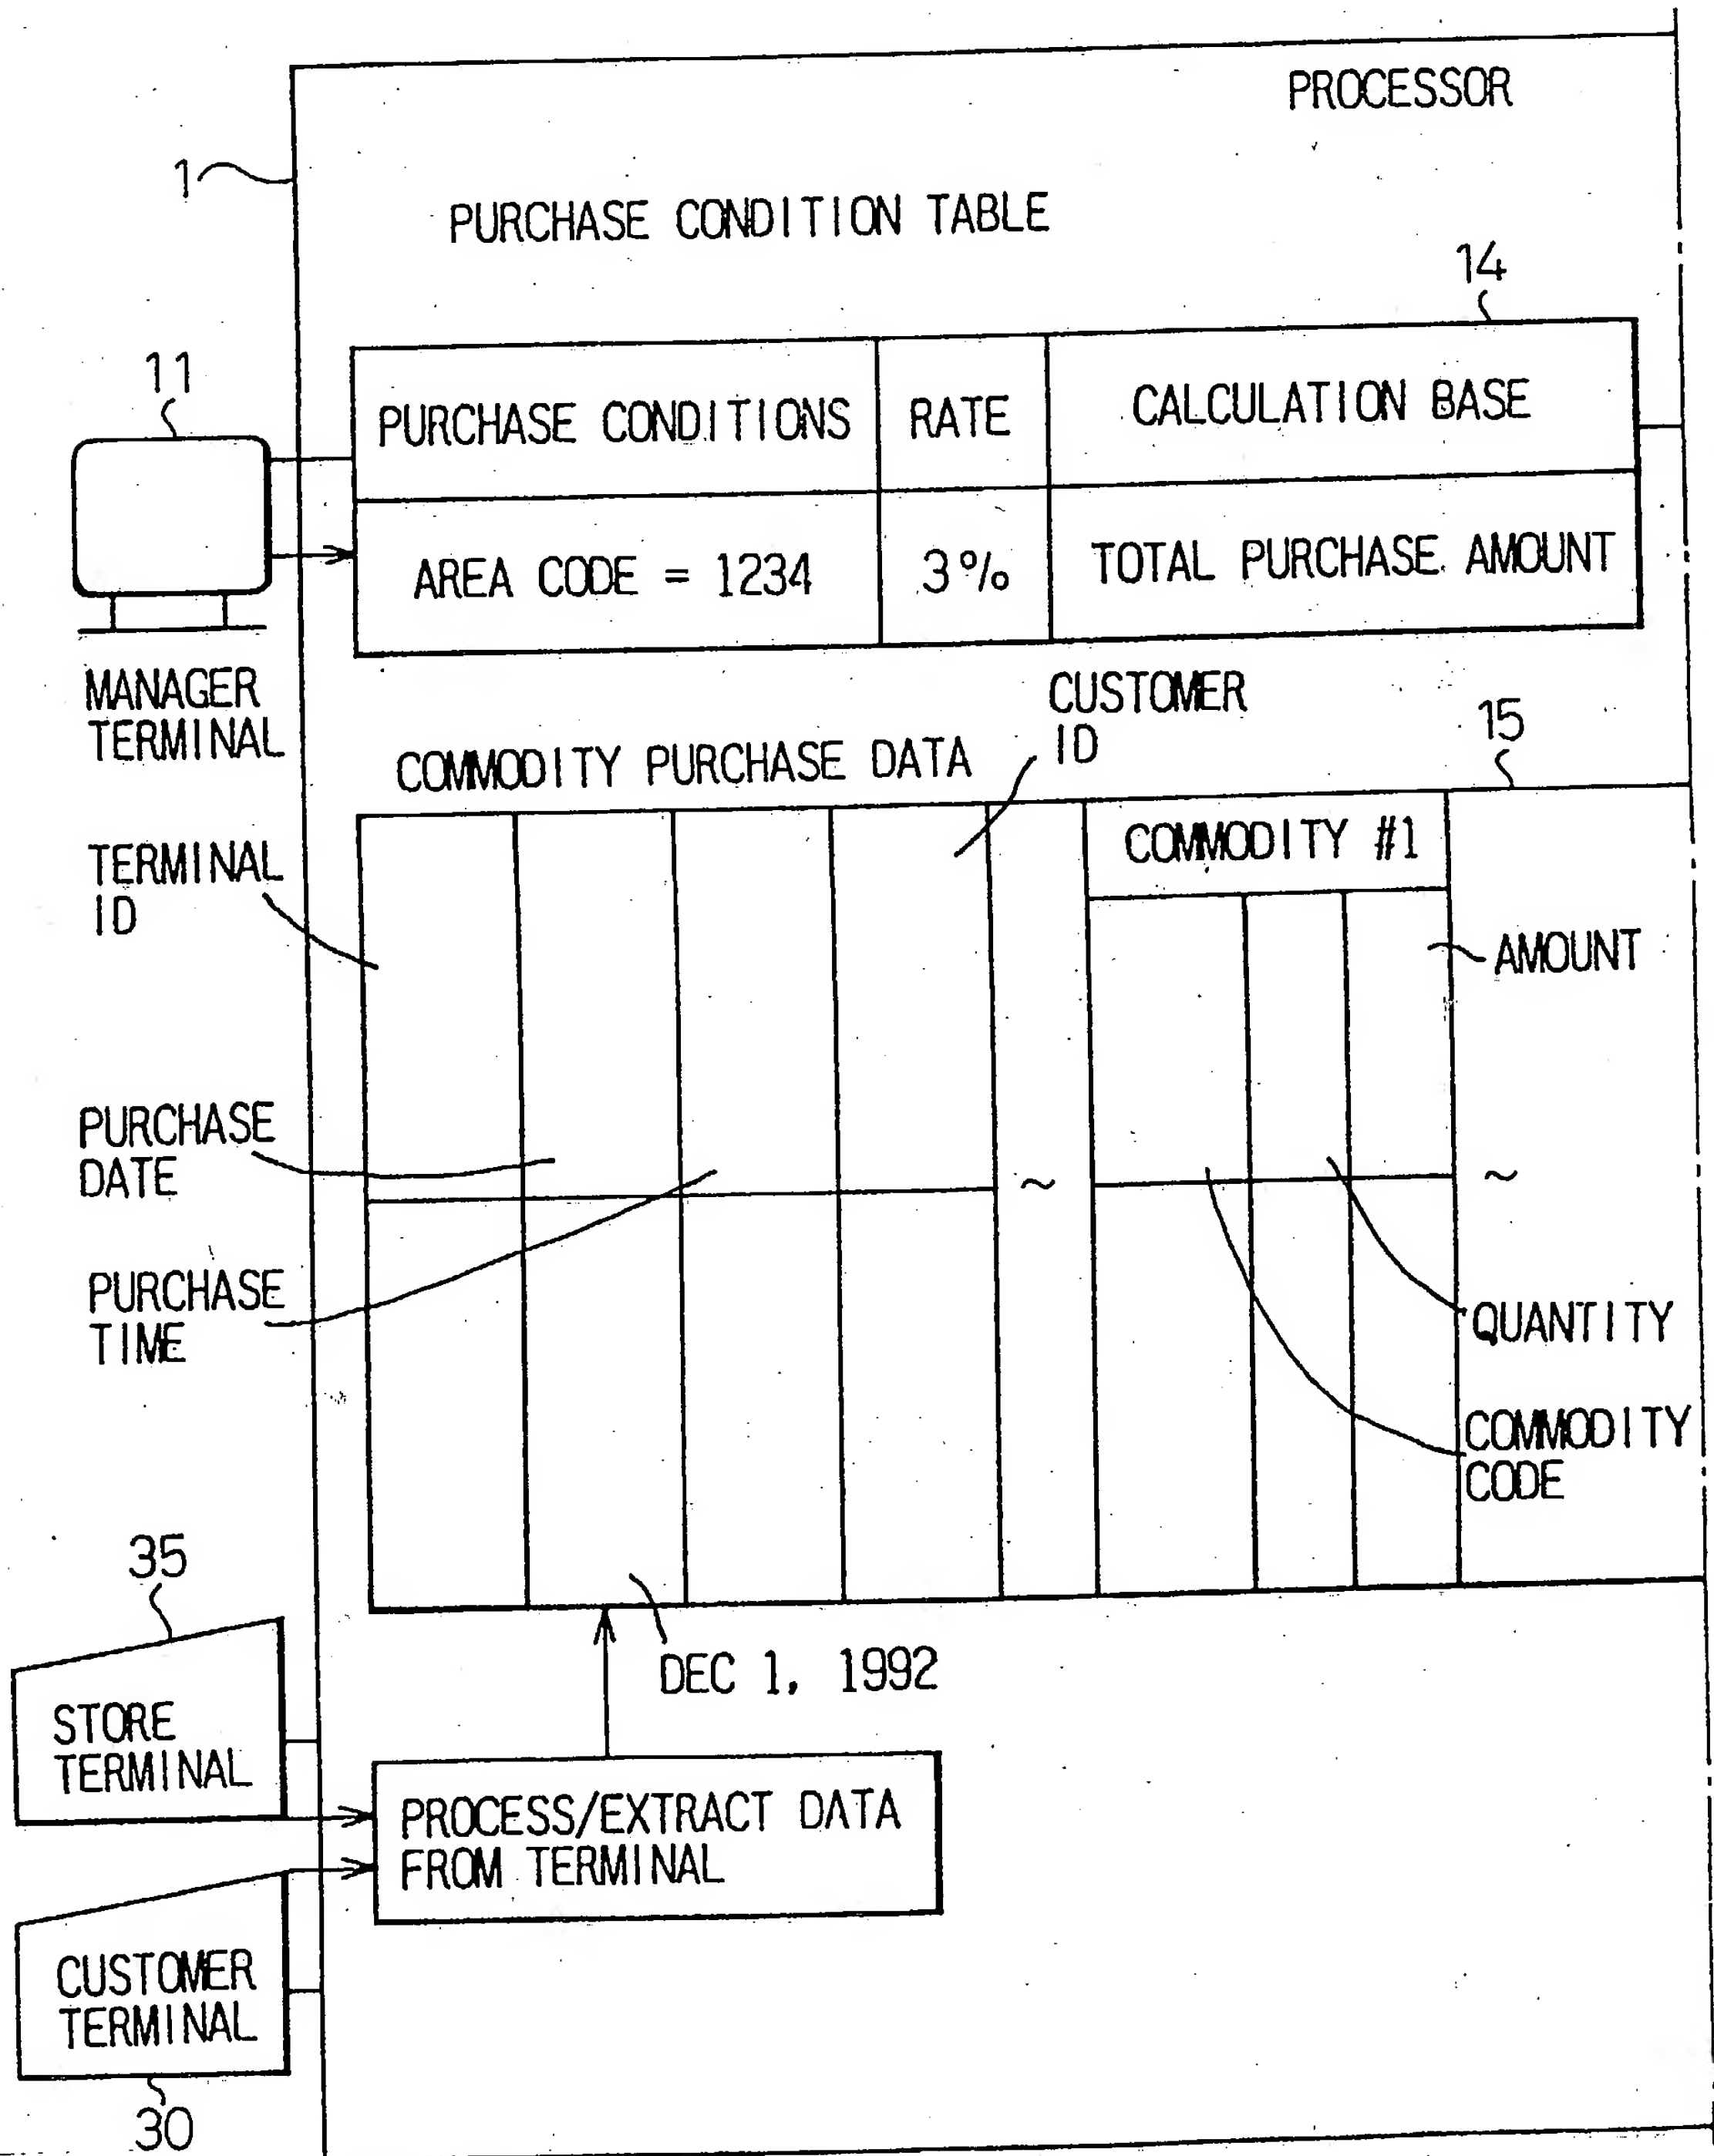 PROCESSOR
1
PURCHASE CONDITION TABLE
14
11
PURCHASE CONDITIONS RATE CALCULATION BASE
AREA CODE = 1234 3% TOTAL PURCHASE AMOUNT
MANAGER
TERMINAL
CUSTOMER
ID
15
COMMODITY PURCHASE DATA
TERMINAL
ID
COMMODITY #1
AMOUNT
PURCHASE
DATE
~ ~
PURCHASE
TIME
QUANTITY
COMMODITY
CODE
35
DEC 1, 1992
STORE
TERMINAL
PROCESS/EXTRACT DATA
FROM TERMINAL
CUSTOMER
TERMINAL
30